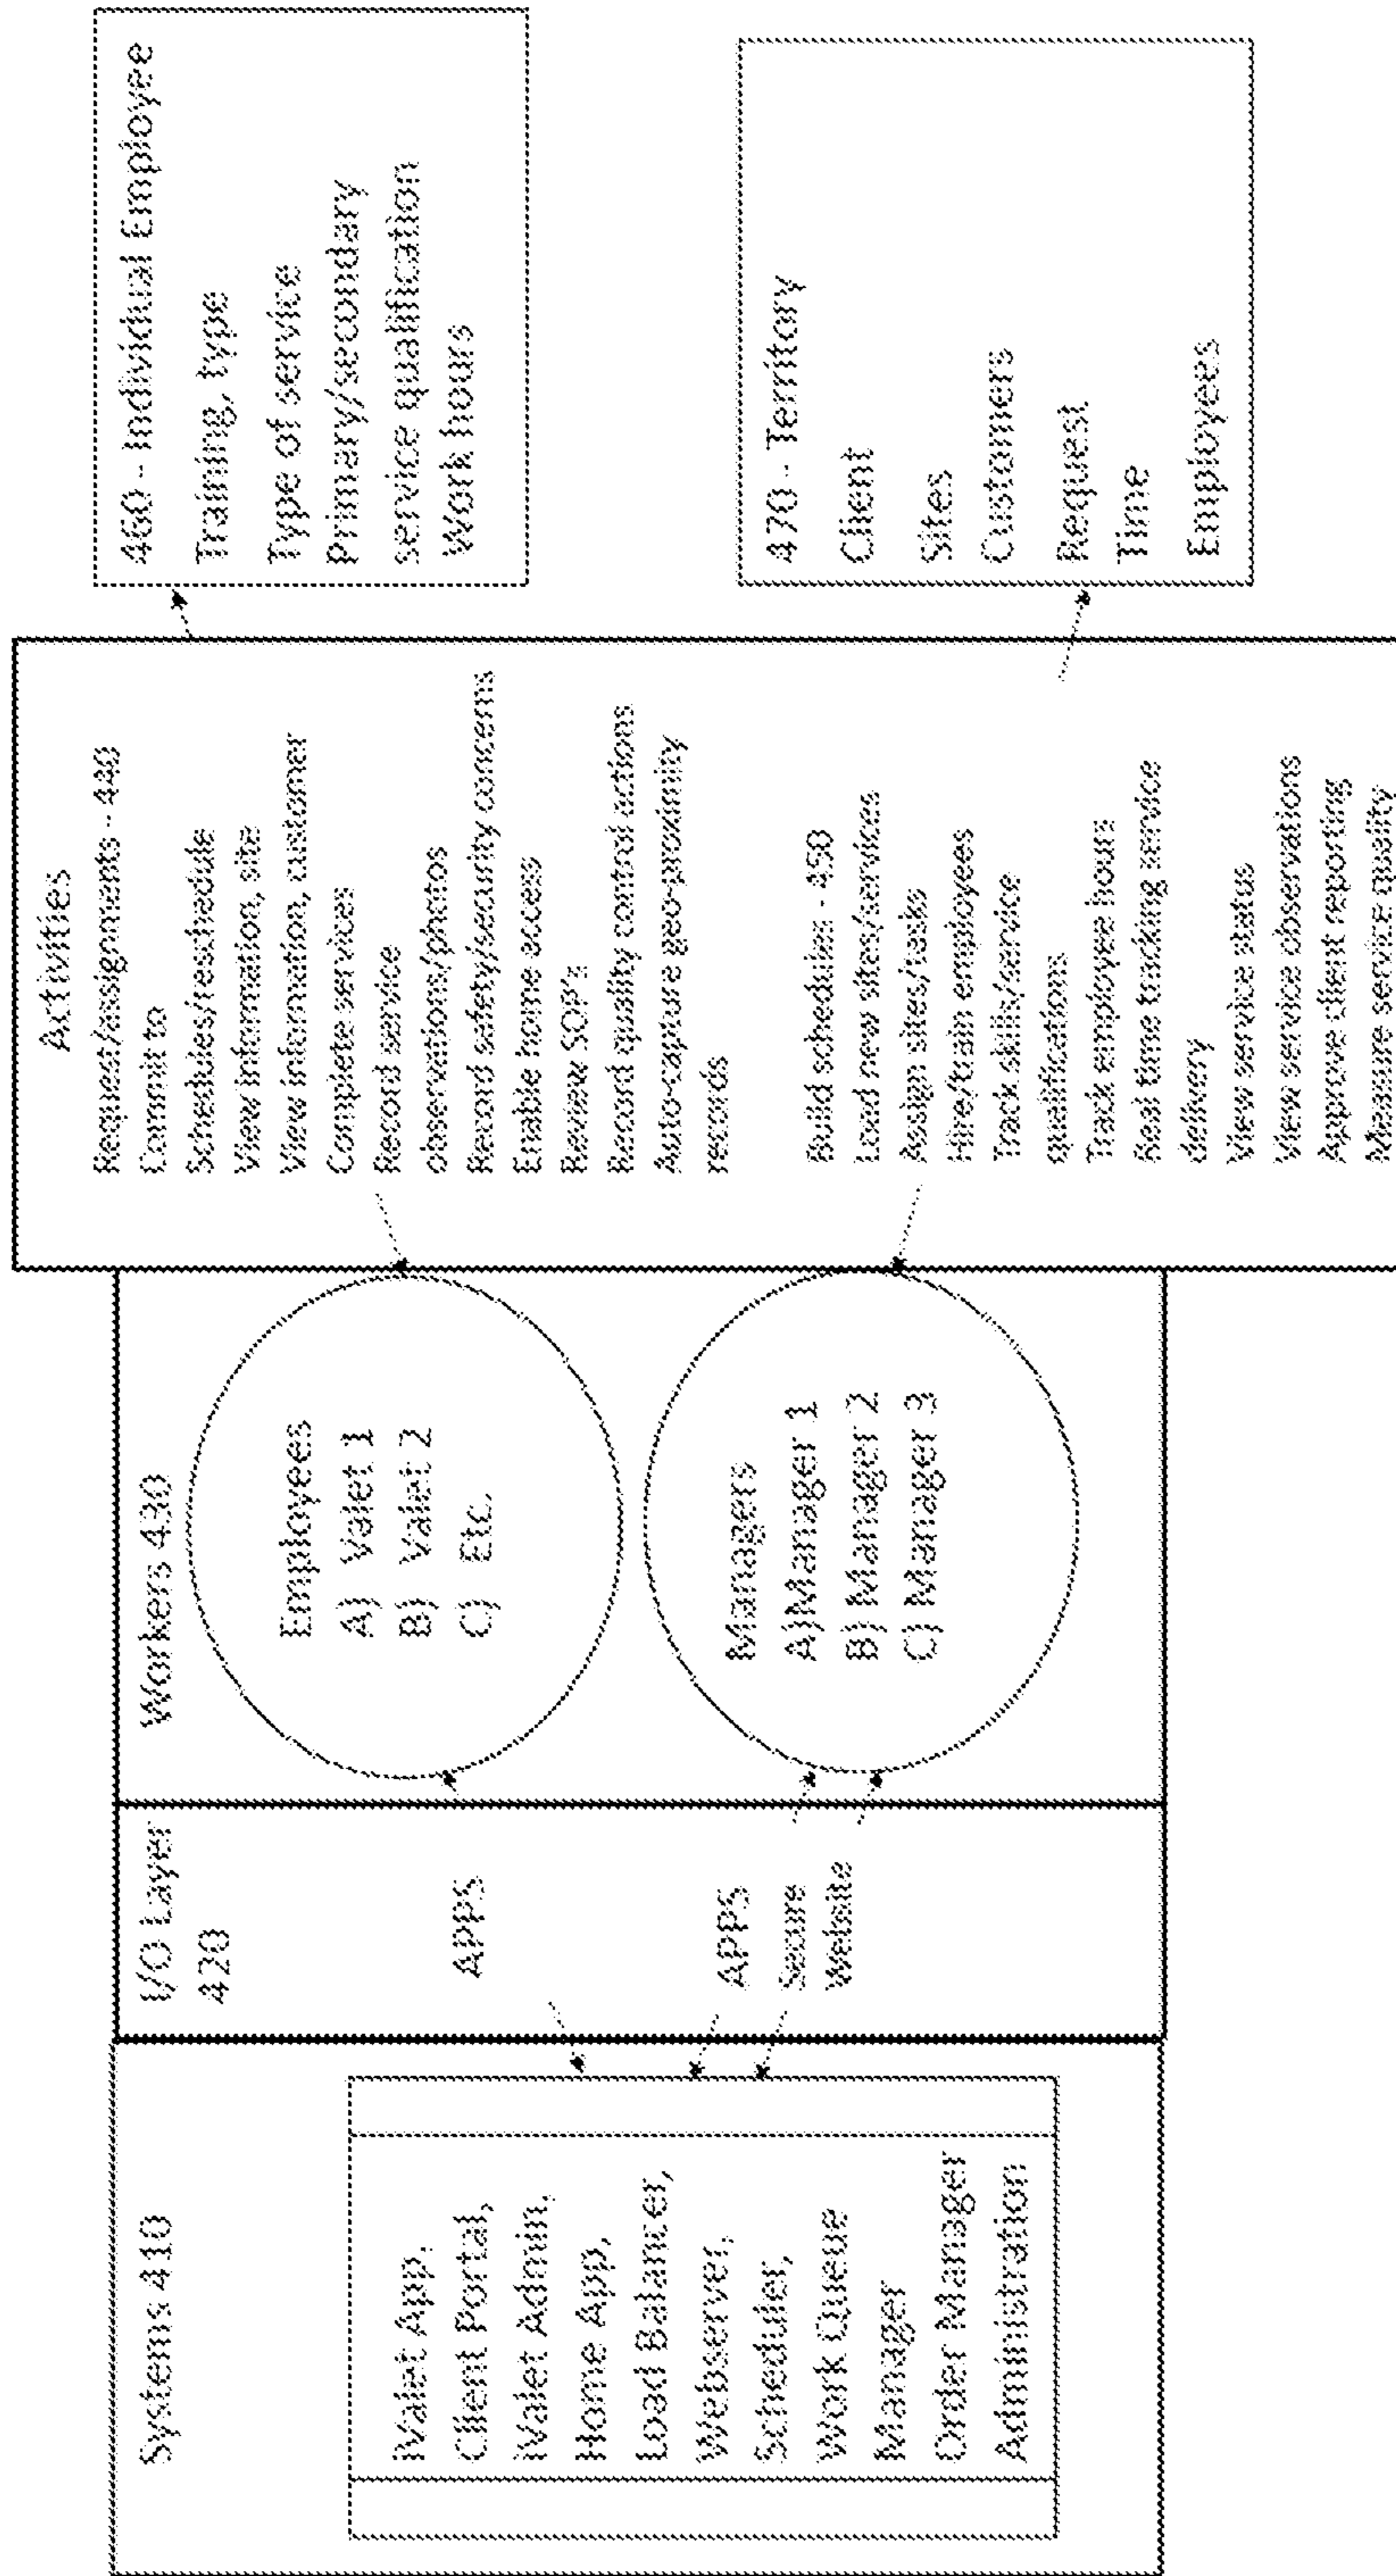 Systems 410
iValet App,
Client Portal,
iValet Admin,
Home App,
Load Balancer,
Webserver,
Scheduler,
Work Queue
Manager
Order Manager
Administration
I/O Layer
420
APPS
APPS
Secure
Website
Workers 430
Employees
A) Valet 1
B) Valet 2
C) Etc.
Managers
A)Manager 1
B) Manager 2
C) Manager 3
Activities
Request/assignments - 440
Commit to
Schedules/reschedule
View information, site
View information, customer
Complete services
Record service
observations/photos
Record safety/security concerns
Enable home access
Review SOP's
Record quality control actions
Auto-capture geo-proximity
records
Build schedules - 450
Load new sites/services
Assign sites/tasks
Hire/train employees
Track skills/service
qualifications
Track employee hours
Real time tracking service
delivery
View service status
View service observations
Approve client reporting
Measure service quality
460 - Individual Employee
Training, type
Type of service
Primary/secondary
service qualification
Work hours
470 - Territory
Client
Sites
Customers
Request
Time
Employees